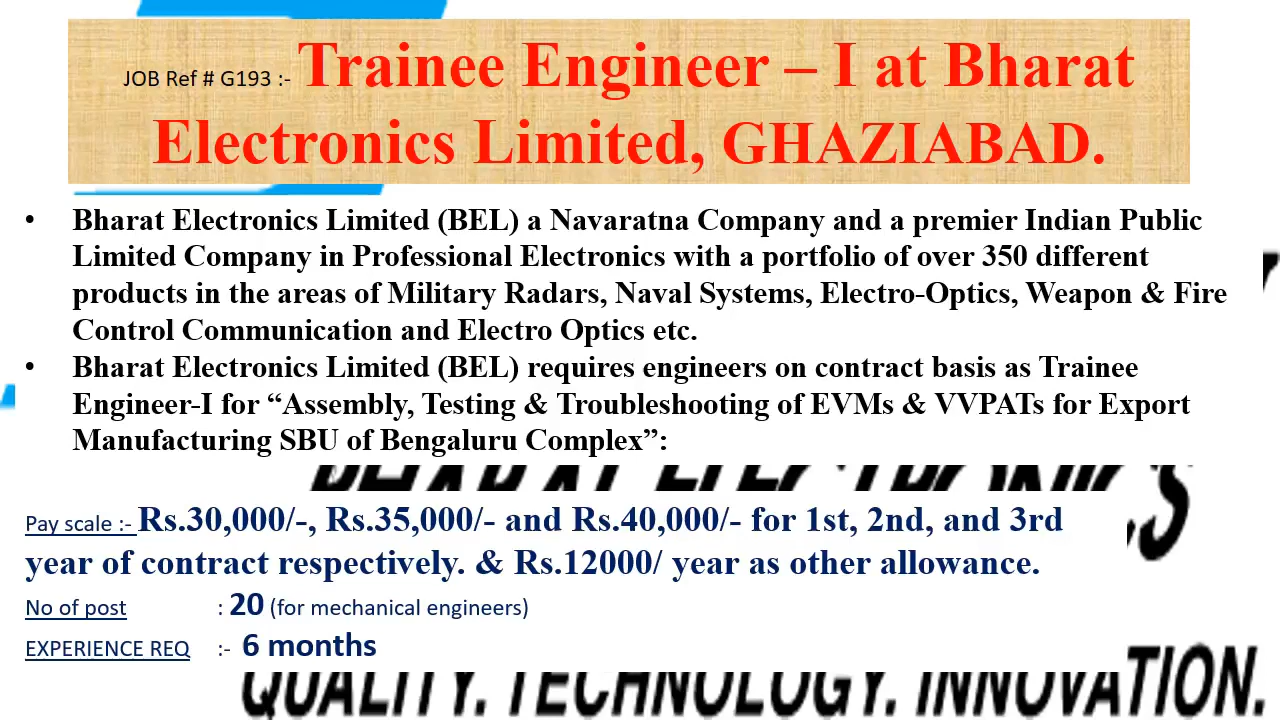 JOB Ref # G193 :- Trainee Engineer – I at Bharat
Electronics Limited, GHAZIABAD.
• Bharat Electronics Limited (BEL) a Navaratna Company and a premier Indian Public
Limited Company in Professional Electronics with a portfolio of over 350 different
products in the areas of Military Radars, Naval Systems, Electro-Optics, Weapon & Fire
Control Communication and Electro Optics etc.
• Bharat Electronics Limited (BEL) requires engineers on contract basis as Trainee
Engineer-I for “Assembly, Testing & Troubleshooting of EVMs & VVPATs for Export
Manufacturing SBU of Bengaluru Complex”:
Pay scale :- Rs.30,000/-, Rs.35,000/- and Rs.40,000/- for 1st, 2nd, and 3rd
year of contract respectively. & Rs.12000/ year as other allowance.
No of post : 20 (for mechanical engineers)
EXPERIENCE REQ :- 6 months
QUALITY. TECHNOLOGY. INNOVATION.